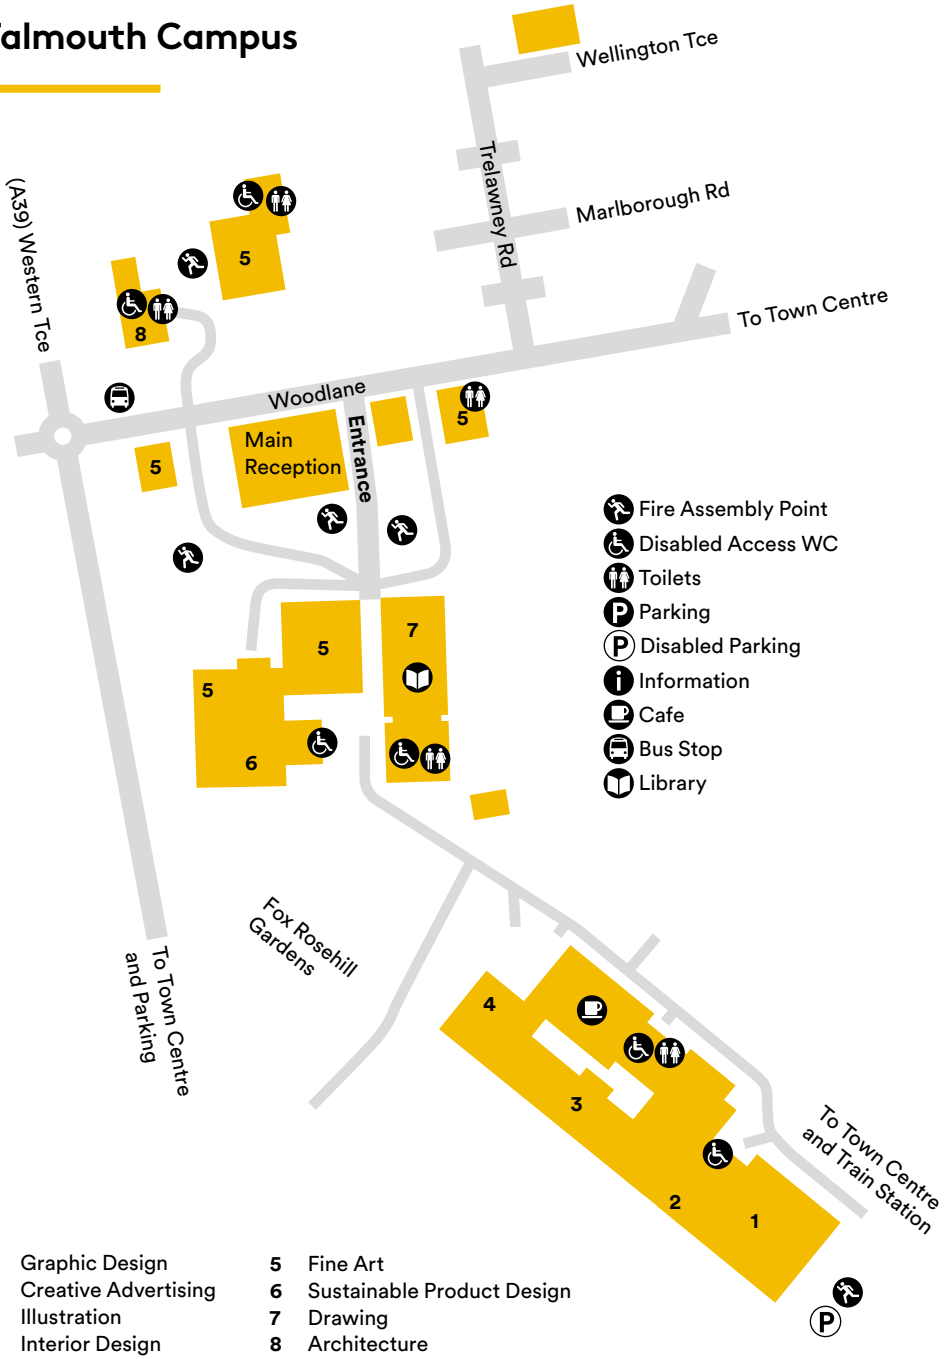 almouth Campus
Wellington Tce
Trelawney Rd
Marlborough Rd
(A39) Western Tce
To Town Centre
5
8
Woodlane
Entrance
Main
Reception
5
5
Fire Assembly Point
Disabled Access WC
Toilets
P Parking
P Disabled Parking
i Information
Cafe
Bus Stop
Library
7
5
5
6
Fox Rosehill
Gardens
To Town Centre
and Parking
4
3
2
1
To Town Centre
and Train Station
P
Graphic Design
Creative Advertising
Illustration
Interior Design
5 Fine Art
6 Sustainable Product Design
7 Drawing
8 Architecture